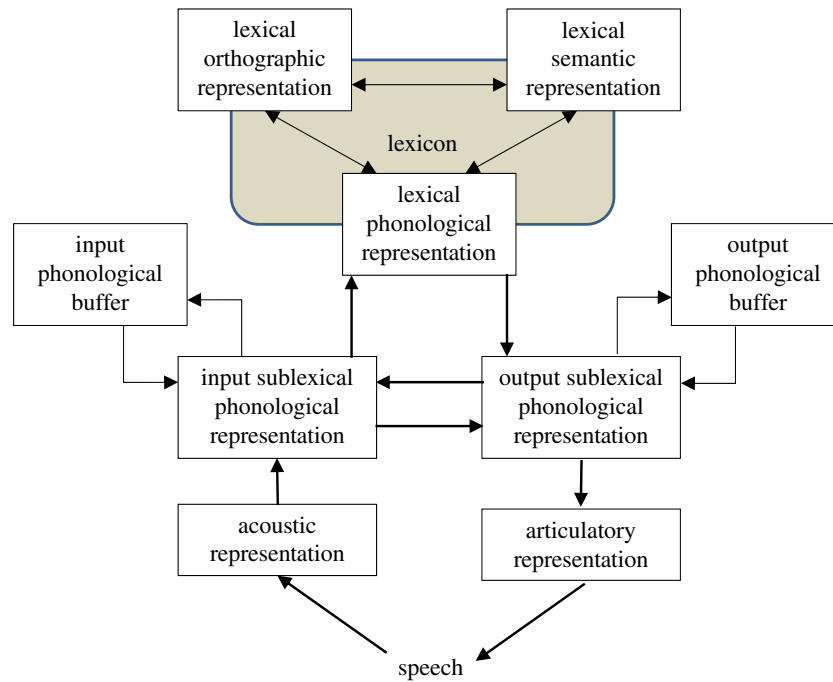 lexical
orthographic
representation
lexical
semantic
representation
lexicon
lexical
phonological
representation
input
phonological
buffer
output
phonological
buffer
input sublexical
phonological
representation
output sublexical
phonological
representation
acoustic
representation
articulatory
representation
speech